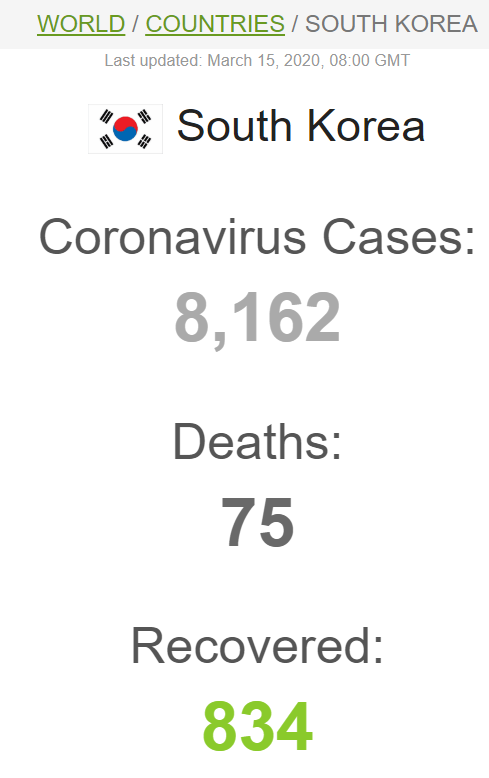 WORLD / COUNTRIES / SOUTH KOREA
Last updated: March 15, 2020, 08:00 GMT
South Korea
Coronavirus Cases:
8,162
Deaths:
75
Recovered:
834